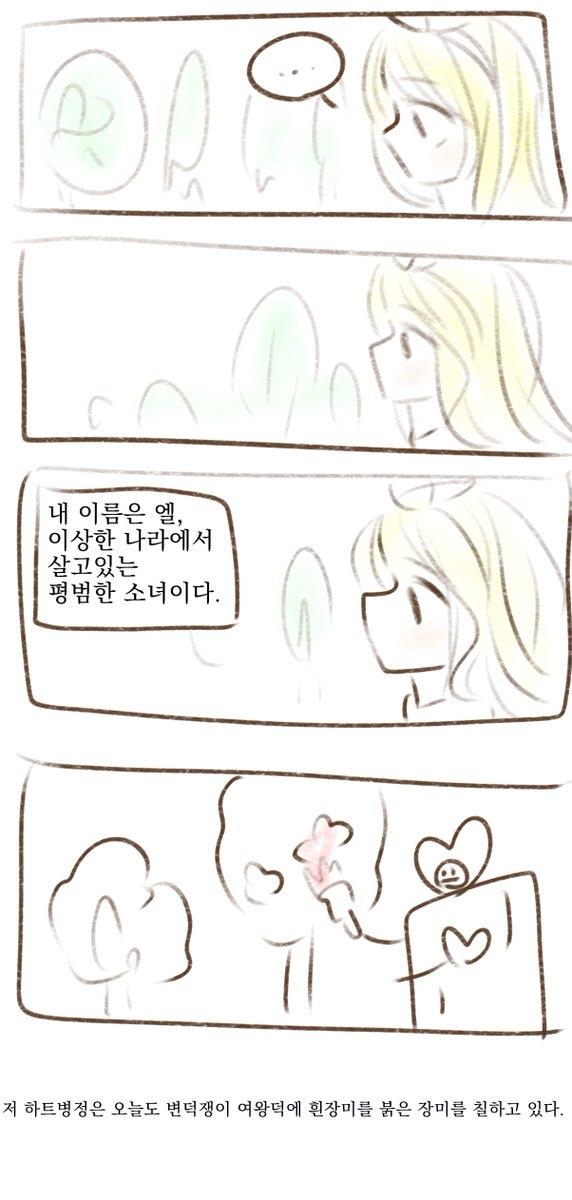 ...
내 이름은 엘,
이상한 나라에서
살고있는
평범한 소녀이다.
저 하트병정은 오늘도 변덕쟁이 여왕덕에 흰장미를 붉은 장미를 칠하고 있다.